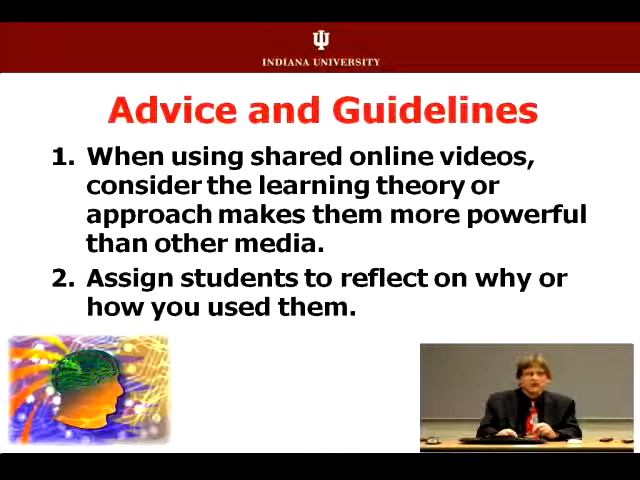 INDIANA UNIVERSITY
Advice and Guidelines
1. When using shared online videos,
consider the learning theory or
approach makes them more powerful
than other media.
2. Assign students to reflect on why or
how you used them.